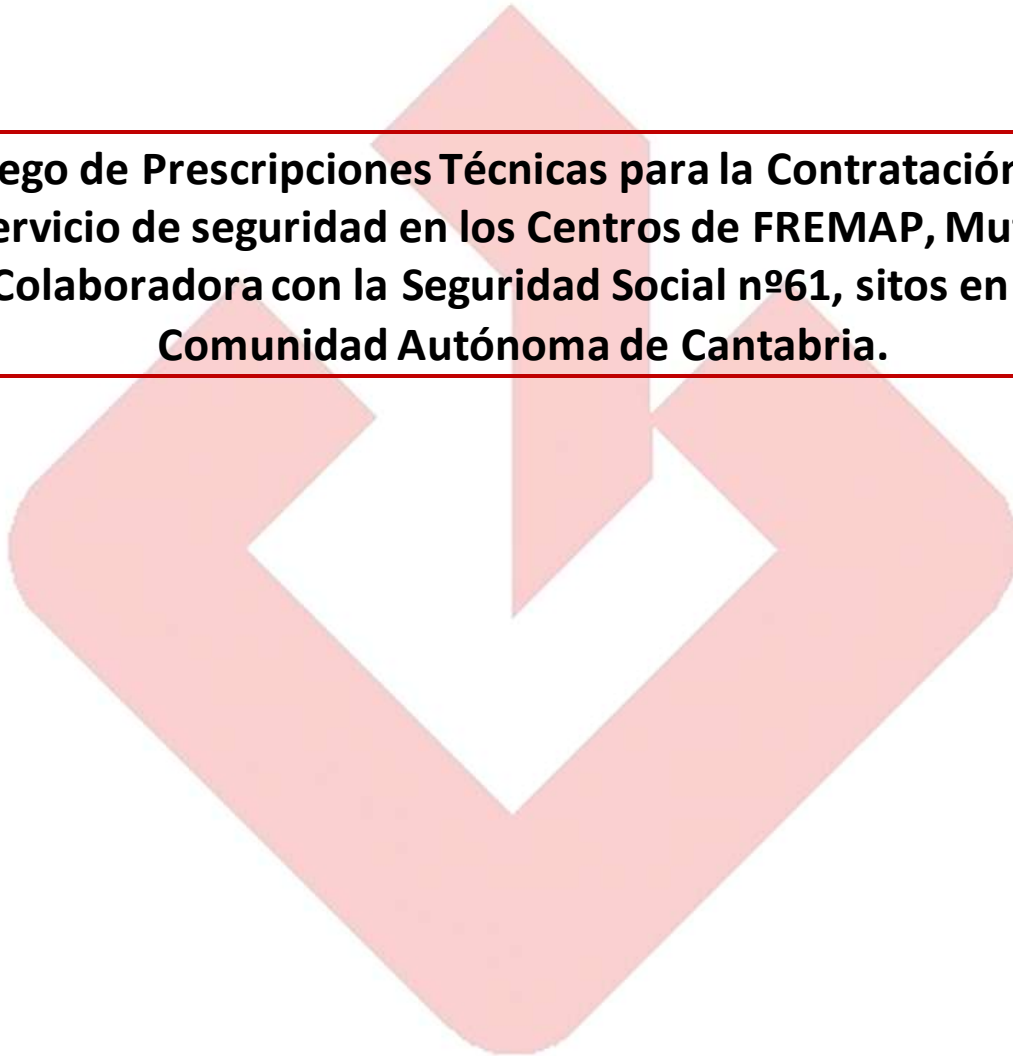 ego de Prescripciones Técnicas para la Contratación
ervicio de seguridad en los Centros de FREMAP, Mu
Colaboradora con la Seguridad Social nº61, sitos en
Comunidad Autónoma de Cantabria.